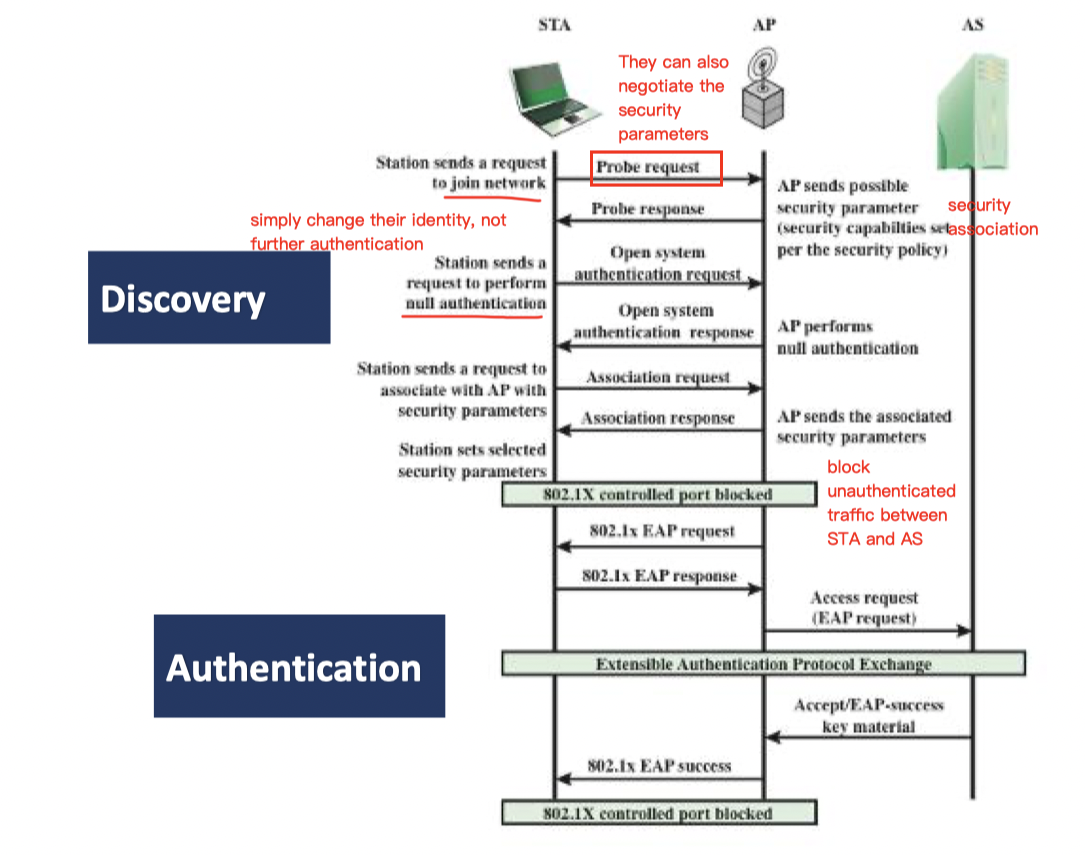 STA
AP
AS
They can also
negotiate the
security
parameters
Station sends a request
to join network
Probe request
Probe response
AP sends possible
security parameter
(security capabilties set
per the security policy)
security
association
simply change their identity, not
further authentication
Discovery
Station sends a
request to perform
null authentication
Open system
authentication request
Open system
authentication response
AP performs
null authentication
Station sends a request to
associate with AP with
security parameters
Association request
Association response
AP sends the associated
security parameters
Station sets selected
security parameters
block
unauthenticated
traffic between
STA and AS
802.1X controlled port blocked
802.1x EAP request
802.1x EAP response
Access request
(EAP request)
Authentication
Extensible Authentication Protocol Exchange
Accept/EAP-success
key material
802.1x EAP success
802.1X controlled port blocked